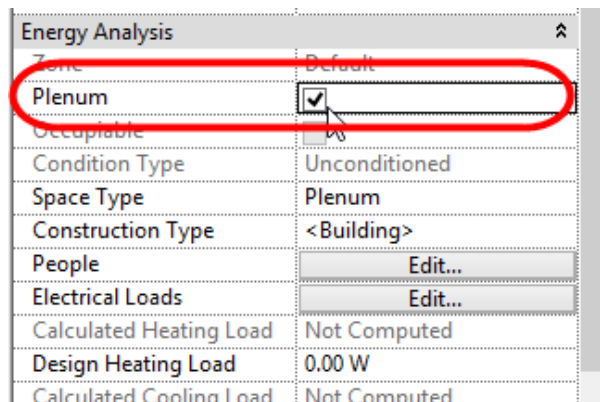 Energy Analysis
Zone Default
Plenum
Occupiable
Condition Type Unconditioned
Space Type Plenum
Construction Type <Building>
People Edit...
Electrical Loads Edit...
Calculated Heating Load Not Computed
Design Heating Load 0.00 W
Calculated Cooling Load Not Computed